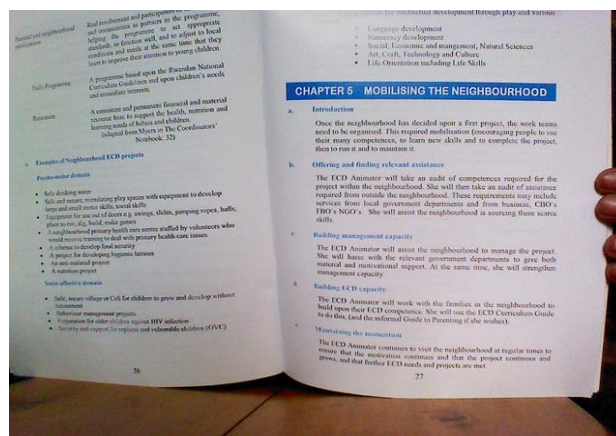 Parental and neighbourhood
participation
Real involvement and participation of
and communities as partners in the programme,
helping the programme to set appropriate
standards, to function well, and to adjust to local
conditions and needs at the same time that they
learn to improve their attention to young children.
Daily Programme
A programme based upon the Rwandan National
Curriculum Guidelines and upon children's needs
and immediate interests.
Resources
A consistent and permanent financial and material
resource base to support the health, nutrition and
learning needs of babies and children.
(adapted from Myers in The Coordinators'
Notebook. 32)
Examples of Neighbourhood ECD projects
Psycho-motor domain
• Safe drinking water
• Safe and secure, stimulating play spaces with equipment to develop
large and small motor skills, social skills
• Equipment for use out of doors e.g. swings, slides, jumping ropes, balls,
place to run, dig, build, make games
• A neighbourhood primary health care centre staffed by volunteers who
would receive training to deal with primary health care issues
• A scheme to develop food security
• A project for developing hygienic latrines
• An anti malarial project
• A nutrition project
Socio affective domain
• Safe, secure village or Cell for children to grow and develop without
harassment
• Behaviour management projects
• Preparation for older children against HIV infection
• Security and support for orphans and vulnerable children (OVC)
26
for intellectual development through play and various
• Language development
• Numeracy development
• Social, Economic and mangement, Natural Sciences
• Art, Craft, Technology and Culture
• Life Orientation including Life Skills
CHAPTER 5 MOBILISING THE NEIGHBOURHOOD
a. Introduction
Once the neighbourhood has decided upon a first project, the work teams
need to be organised. This required mobilisation (encouraging people to use
their many competences, to learn new skills and to complete the project,
then to run it and to maintain it.
b. Offering and finding relevant assistance
The ECD Animator will take an audit of competences required for the
project within the neighbourhood. She will then take an audit of assistance
required from outside the neighbourhood. These requirements may include
services from local government departments and from business, CBO's
FBO's NGO's. She will assist the neighbourhood is sourcing these scarce
skills.
c. Building management capacity
The ECD Animator will assist the neighbourhood to manage the project.
She will liaise with the relevant government departments to give both
material and motivational support. At the same time, she will strengthen
management capacity.
d. Building ECD capacity
The ECD Animator will work with the families in the neighbourhood to
build upon their ECD competence. She will use the ECD Curriculum Guide
to do this, (and the informal Guide to Parenting if she wishes).
Maintaining the momentum
The ECD Animator continues to visit the neighbourhood at regular times to
ensure that the motivation continues and that the project continues and
grows, and that further ECD needs and projects are met
27